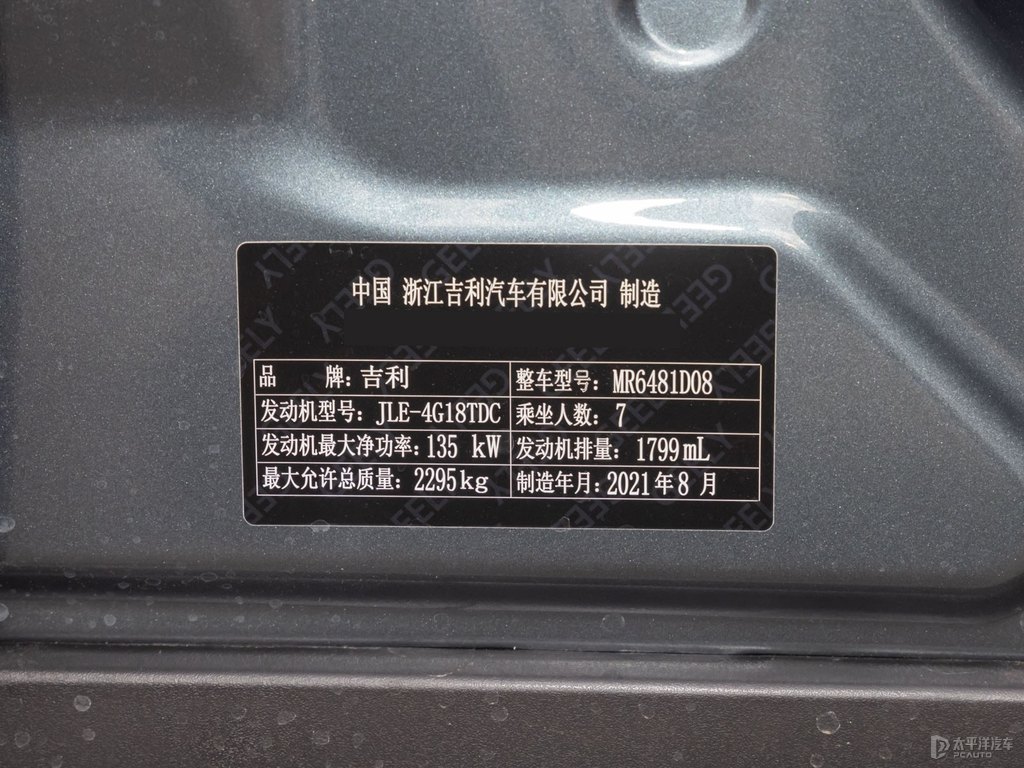 中国 浙江吉利汽车有限公司 制造
品 牌: 吉利 整车型号: MR6481D08
发动机型号: JLE-4G18TDC 乘坐人数: 7
发动机最大净功率: 135 kW 发动机排量: 1799mL
最大允许总质量: 2295kg 制造年月: 2021年8月
太平洋汽车
PCAUTO